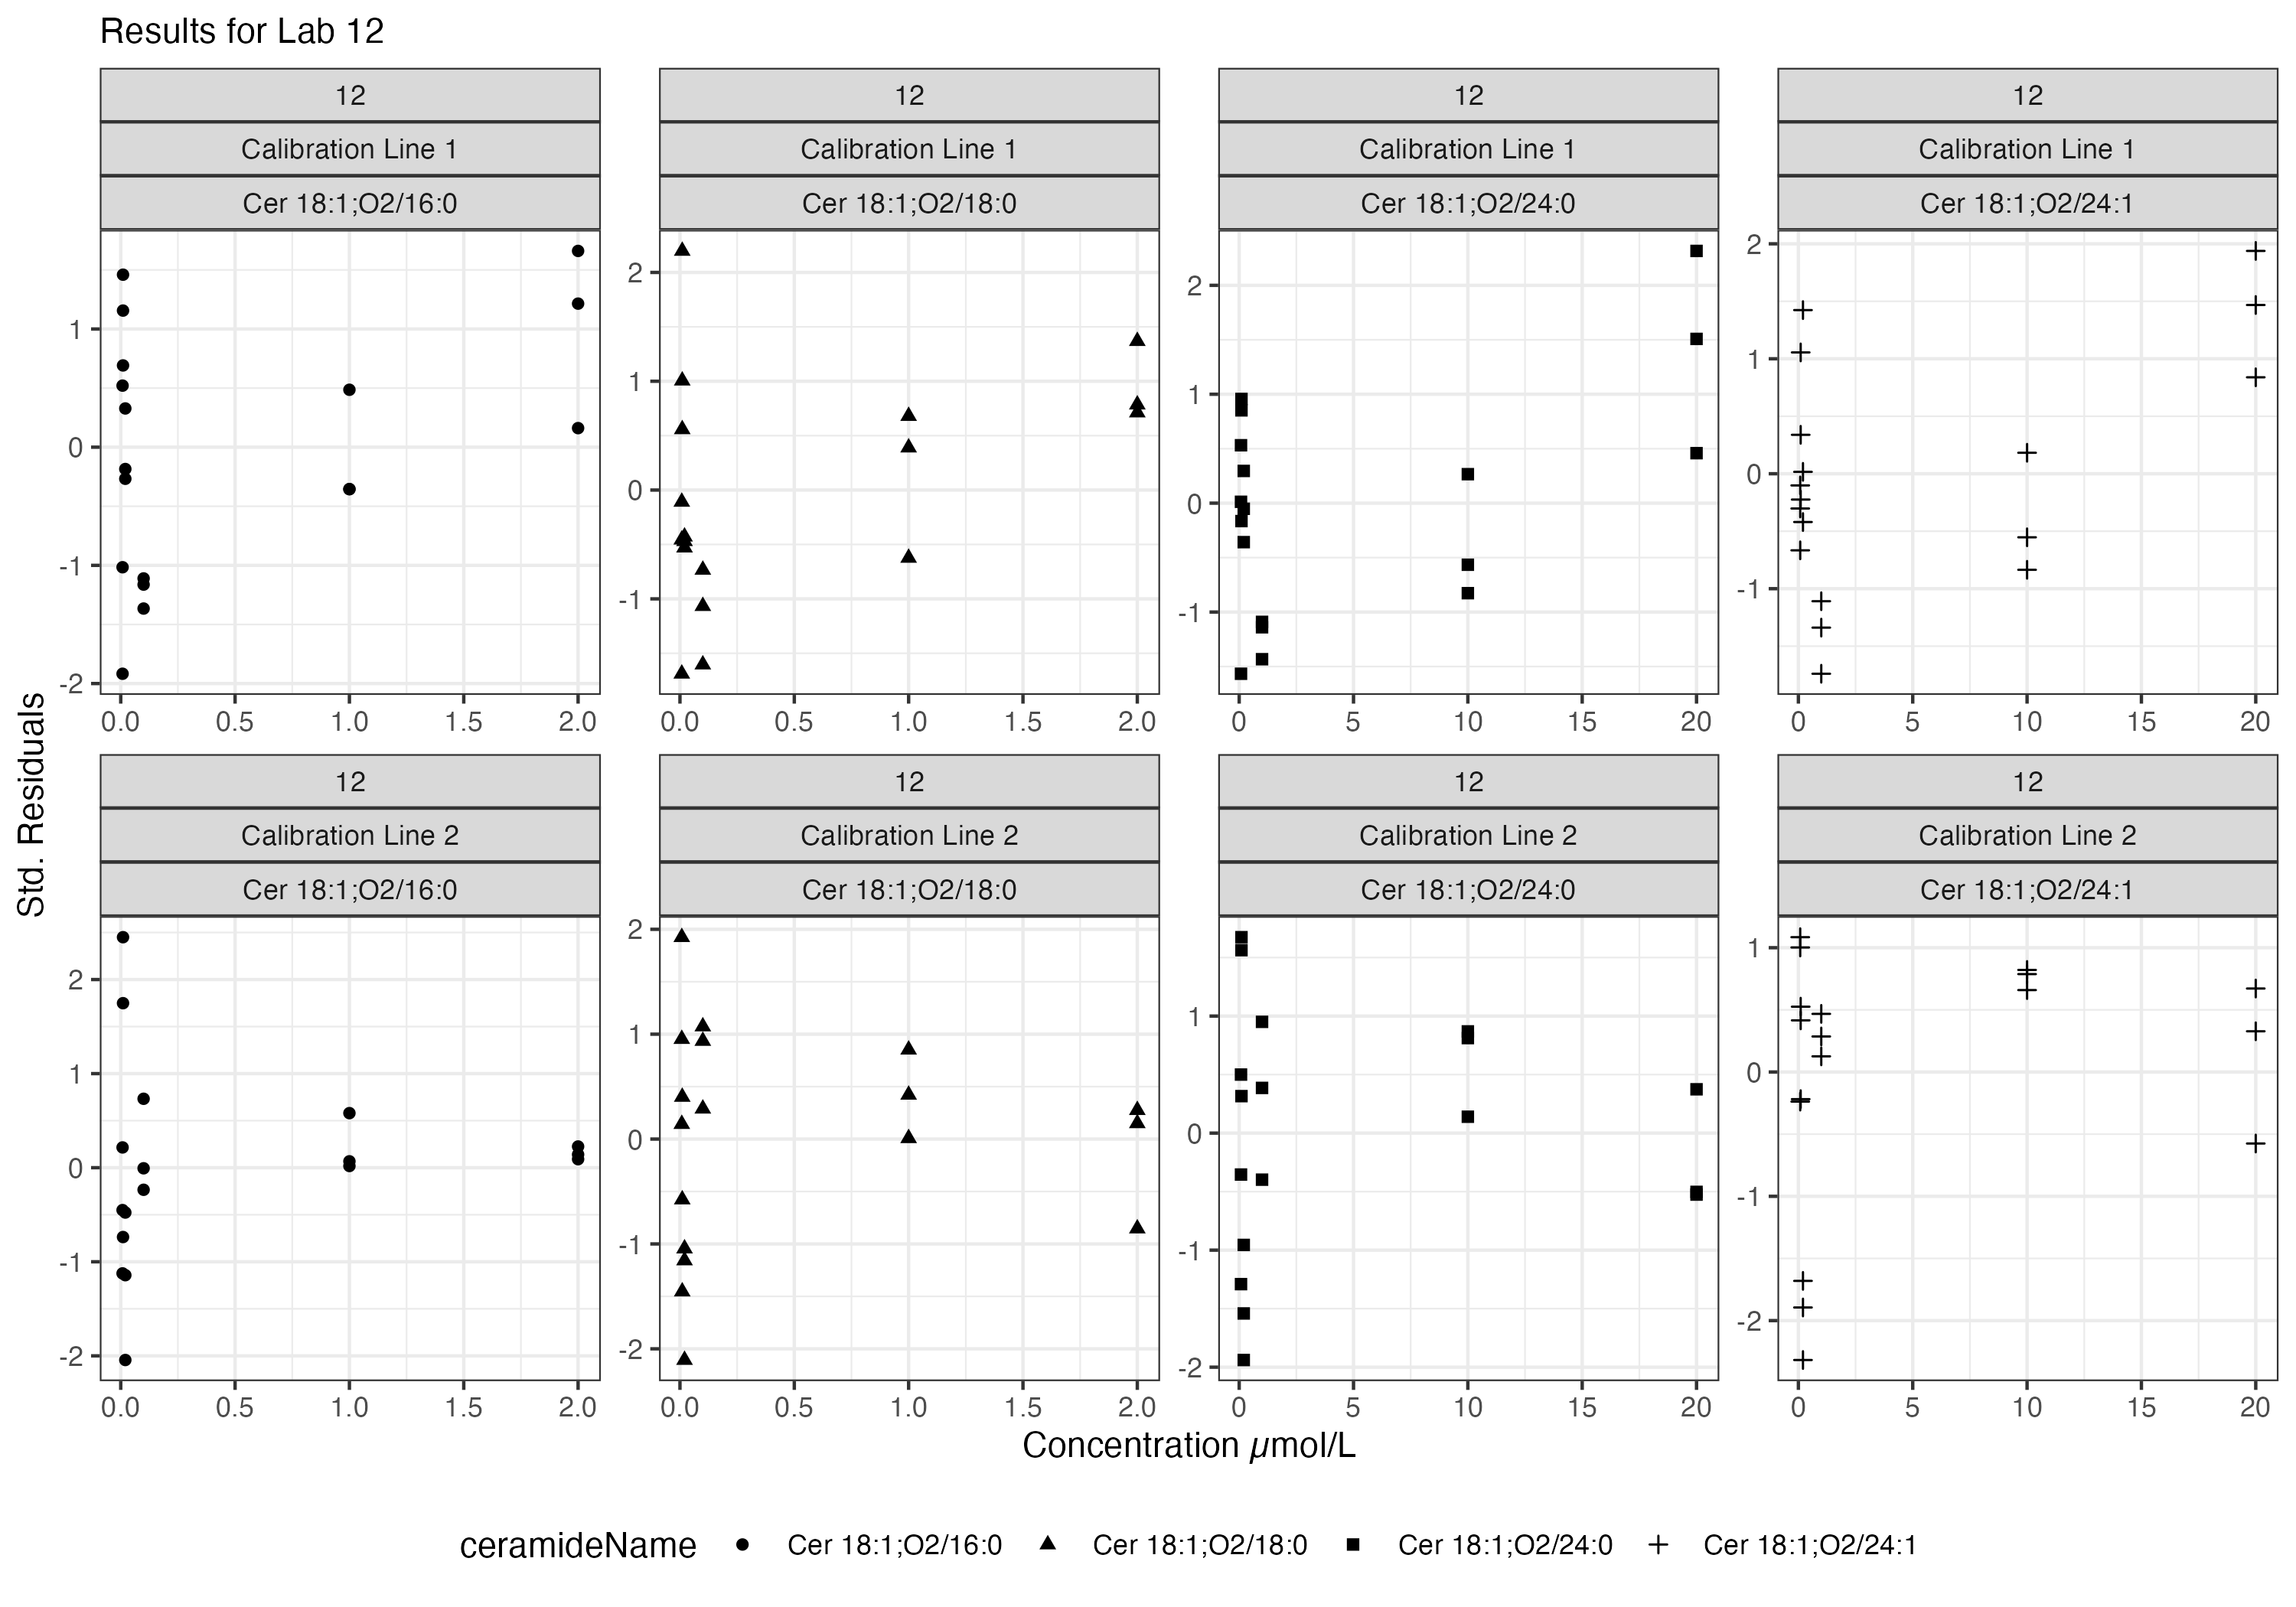 Results for Lab 12
12 12 12 12
Calibration Line 1 Calibration Line 1 Calibration Line 1 Calibration Line 1
Cer 18:1;O2/16:0 Cer 18:1;O2/18:0 Cer 18:1;O2/24:0 Cer 18:1;O2/24:1
1
0
-1
-2
2
1
0
-1
2
1
0
-1
2
1
0
-1
0.0 0.5 1.0 1.5 2.0 0.0 0.5 1.0 1.5 2.0 0 5 10 15 20 0 5 10 15 20
Std. Residuals
12 12 12 12
Calibration Line 2 Calibration Line 2 Calibration Line 2 Calibration Line 2
Cer 18:1;O2/16:0 Cer 18:1;O2/18:0 Cer 18:1;O2/24:0 Cer 18:1;O2/24:1
2
1
0
-1
-2
2
1
0
-1
-2
1
0
-1
-2
1
0
-1
-2
0.0 0.5 1.0 1.5 2.0 0.0 0.5 1.0 1.5 2.0 0 5 10 15 20 0 5 10 15 20
Concentration µmol/L
ceramideName Cer 18:1;O2/16:0 Cer 18:1;O2/18:0 Cer 18:1;O2/24:0 Cer 18:1;O2/24:1